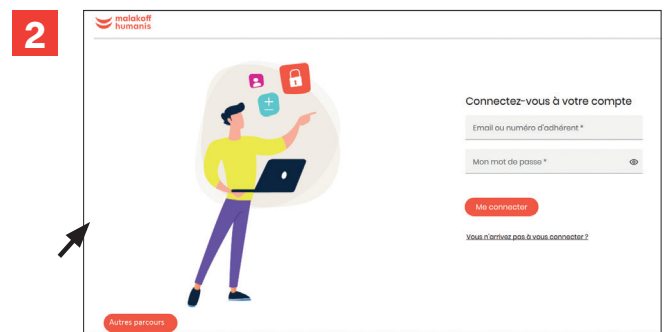 2
malakoff
humanis
Connectez-vous à votre compte
Email ou numéro d'adhérent *
Mon mot de passe *
Me connecter
Vous n'arrivez pas à vous connecter ?
Autres parcours